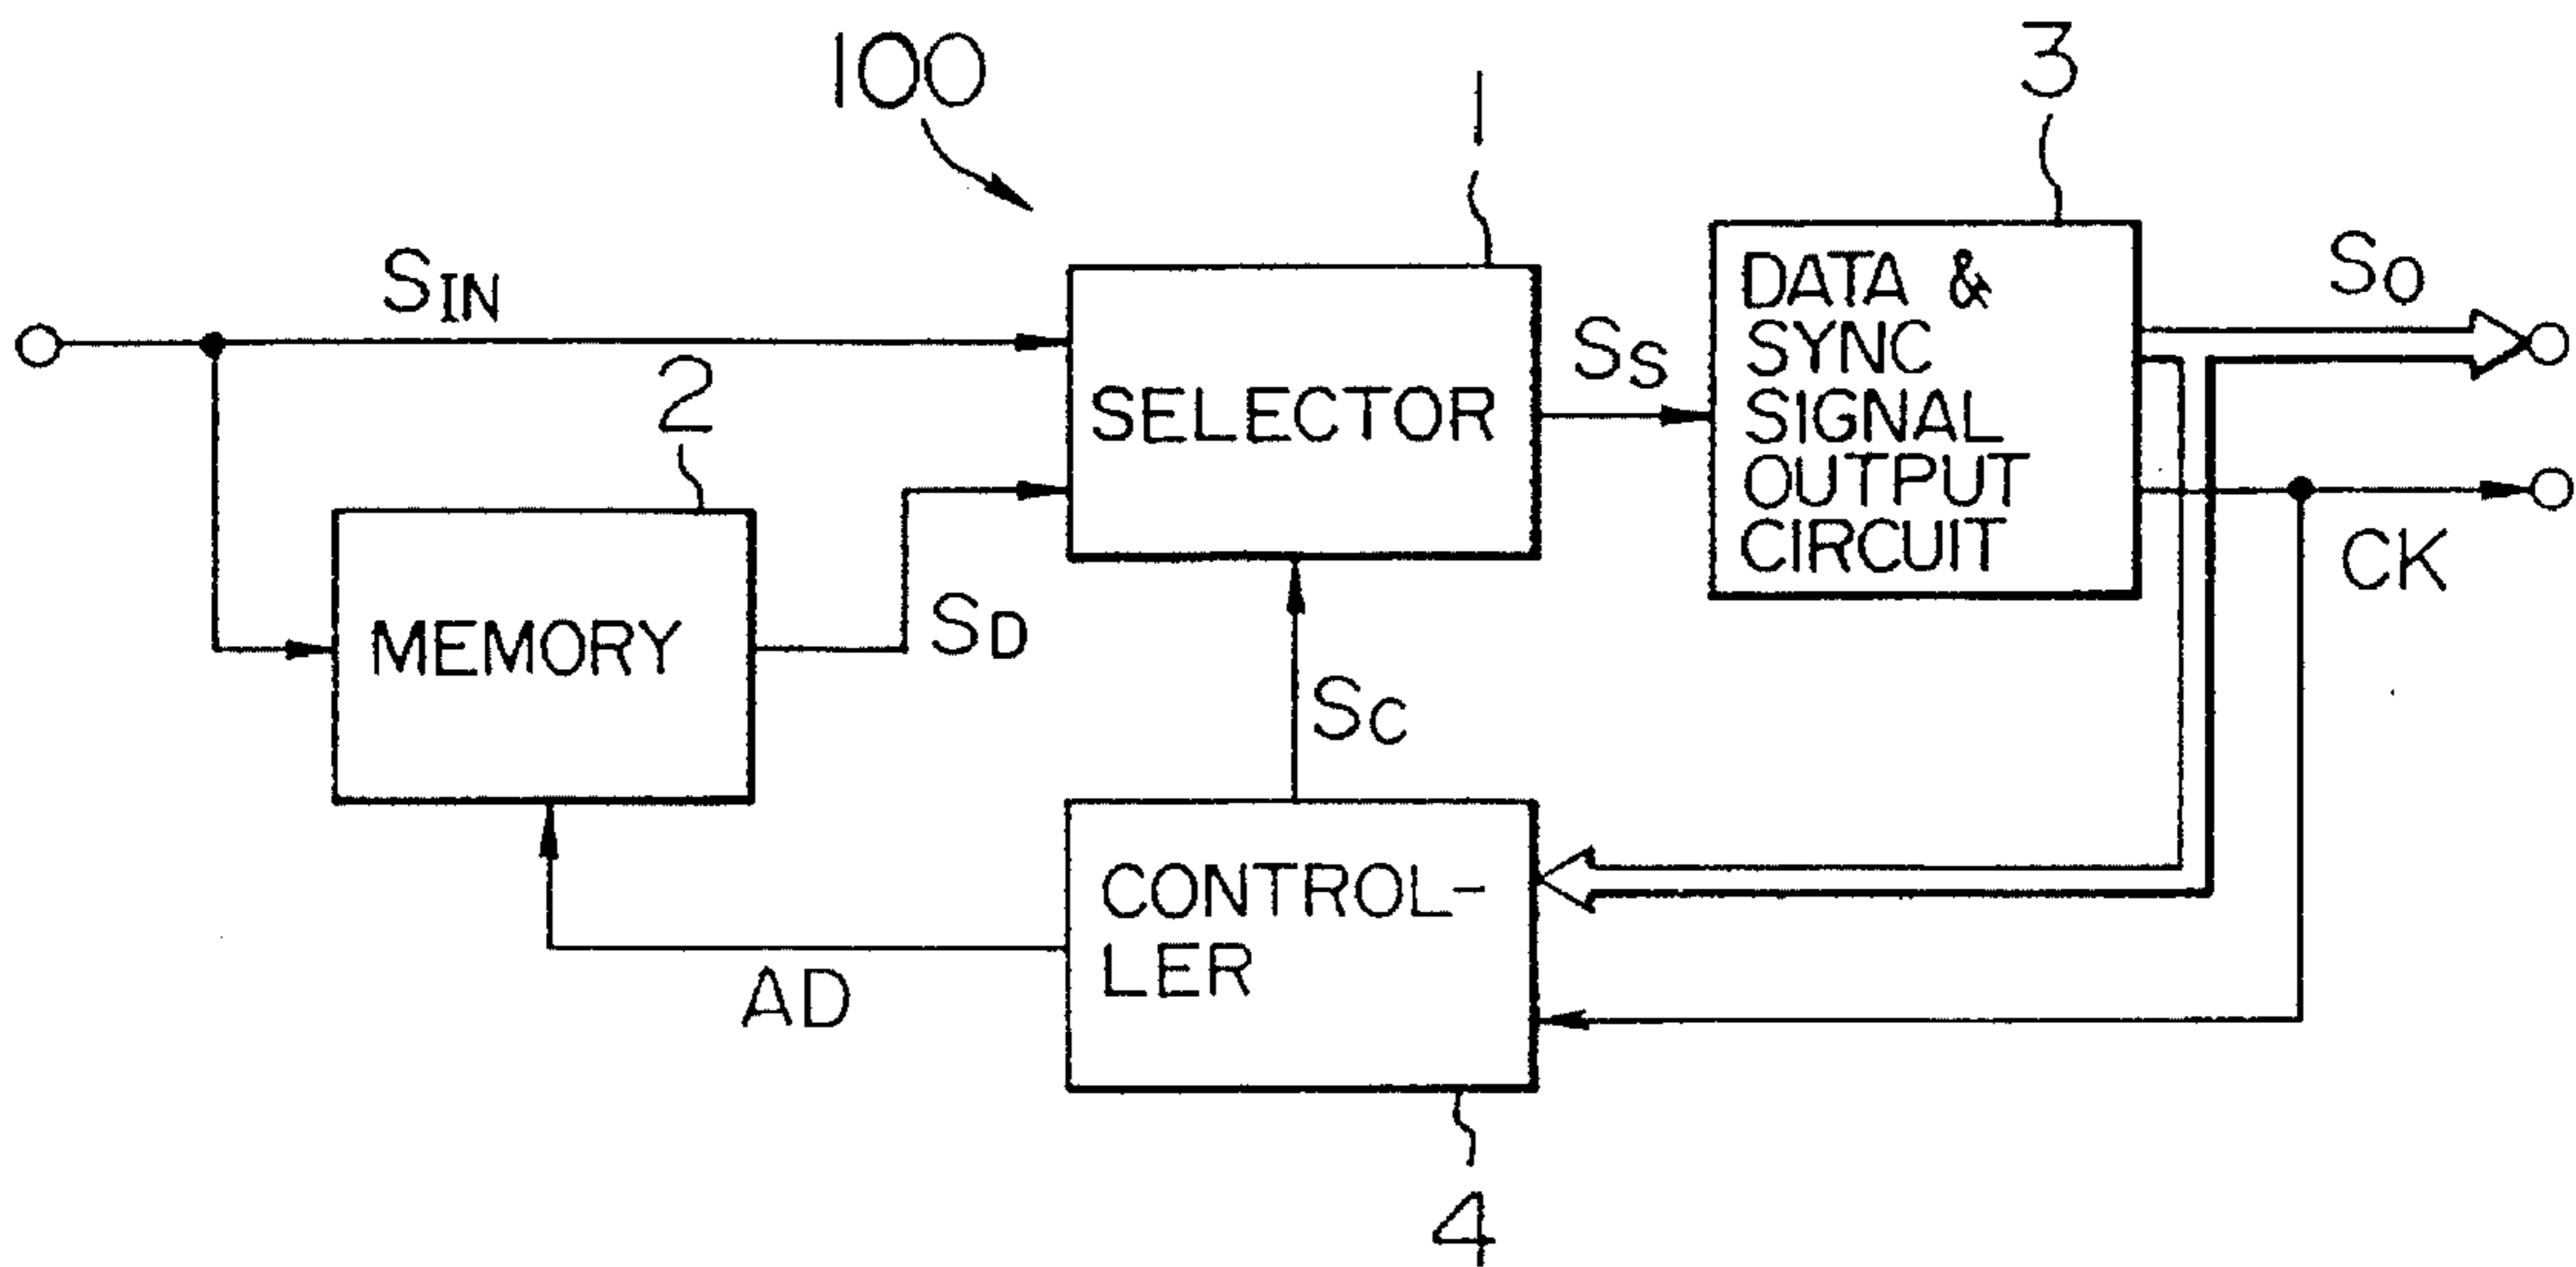 100
1
3
SIN
SO
2
DATA &
SYNC
SIGNAL
OUTPUT
CIRCUIT
SELECTOR
SS
CK
MEMORY
SD
SC
CONTROL-
LER
AD
4